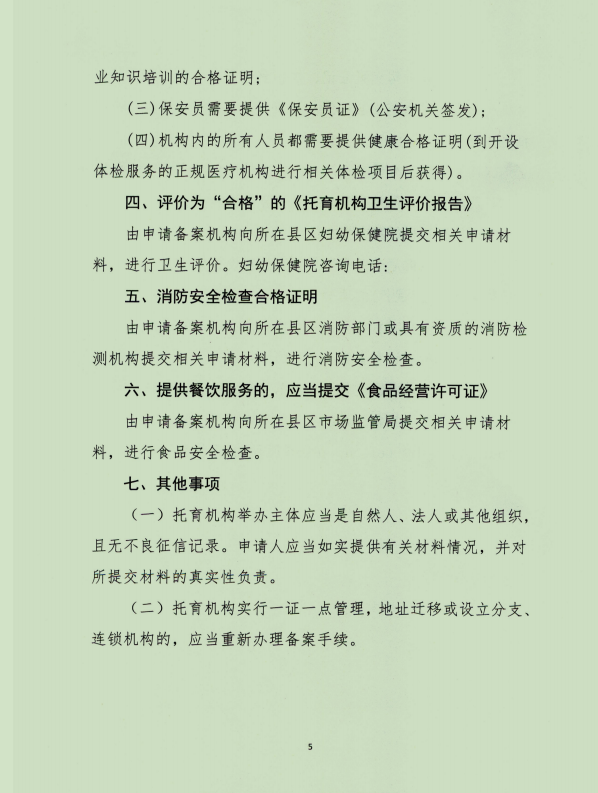 业知识培训的合格证明;
(三)保安员需要提供《保安员证》(公安机关签发);
(四)机构内的所有人员都需要提供健康合格证明(到开设
体检服务的正规医疗机构进行相关体检项目后获得)。
四、评价为“合格”的《托育机构卫生评价报告》
由申请备案机构向所在县区妇幼保健院提交相关申请材
料，进行卫生评价。妇幼保健院咨询电话:
五、消防安全检查合格证明
由申请备案机构向所在县区消防部门或具有资质的消防检
测机构提交相关申请材料，进行消防安全检查。
六、提供餐饮服务的，应当提交《食品经营许可证》
由申请备案机构向所在县区市场监管局提交相关申请材
料，进行食品安全检查。
七、其他事项
（一）托育机构举办主体应当是自然人、法人或其他组织，
且无不良征信记录。申请人应当如实提供有关材料情况，并对
所提交材料的真实性负责。
（二）托育机构实行一证一点管理，地址迁移或设立分支、
连锁机构的，应当重新办理备案手续。
5